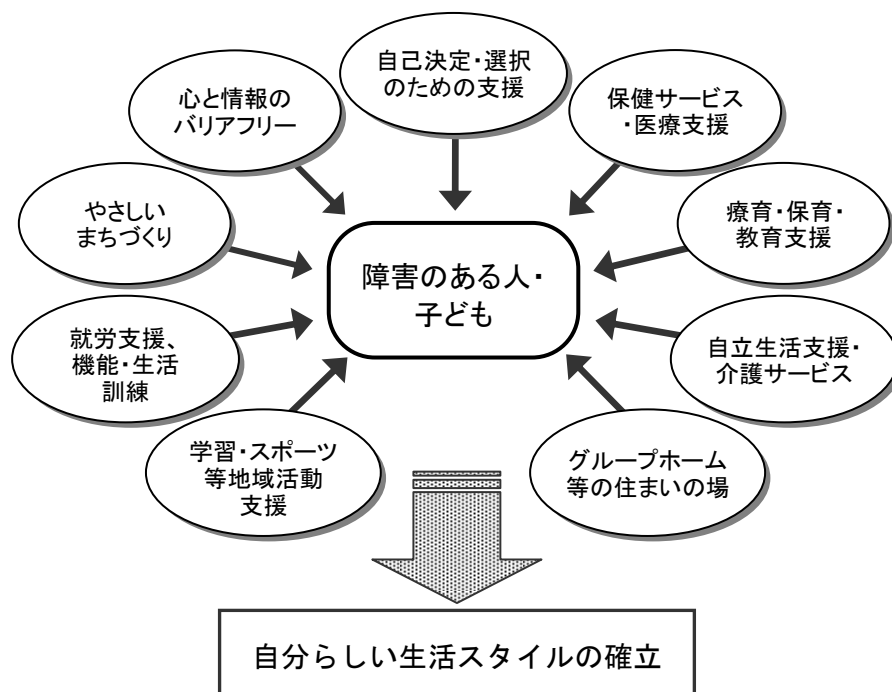 自己決定・選択
のための支援
心と情報の
バリアフリー
保健サービス
・医療支援
やさしい
まちづくり
療育・保育・
教育支援
障害のある人・
子ども
就労支援、
機能・生活
訓練
自立生活支援・
介護サービス
学習・スポーツ
等地域活動
支援
グループホーム
等の住まいの場
自分らしい生活スタイルの確立